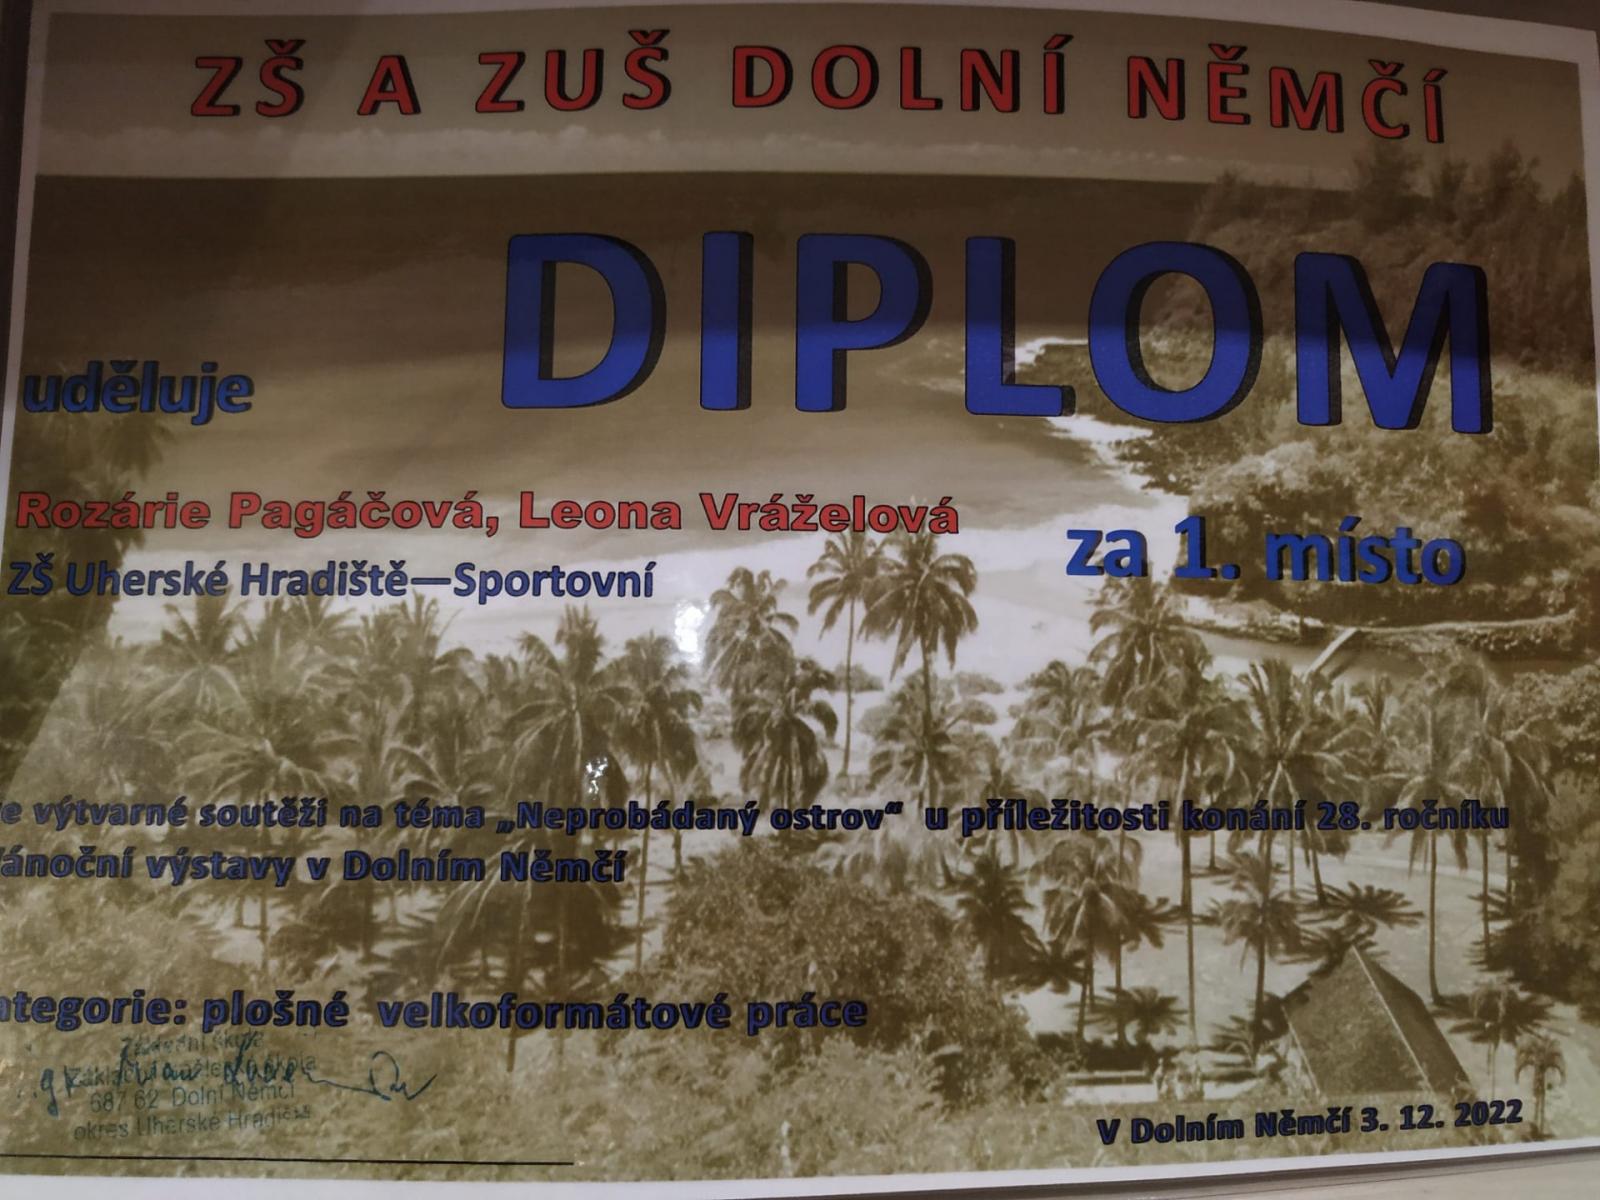 ZŠ A ZUŠ DOLNÍ NĚMČÍ
uděluje
DIPLOM
Rozárie Pagáčová, Leona Vráželová
ZŠ Uherské Hradiště—Sportovní
za 1. místo
e výtvarné soutěži na téma „Neprobádaný ostrov“ u příležitosti konání 28. ročníku
ánoční výstavy v Dolním Němčí
ategorie: plošné velkoformátové práce
Základní škola
687 62 Dolní Němčí
okres Uherské Hradiště
V Dolním Němčí 3. 12. 2022